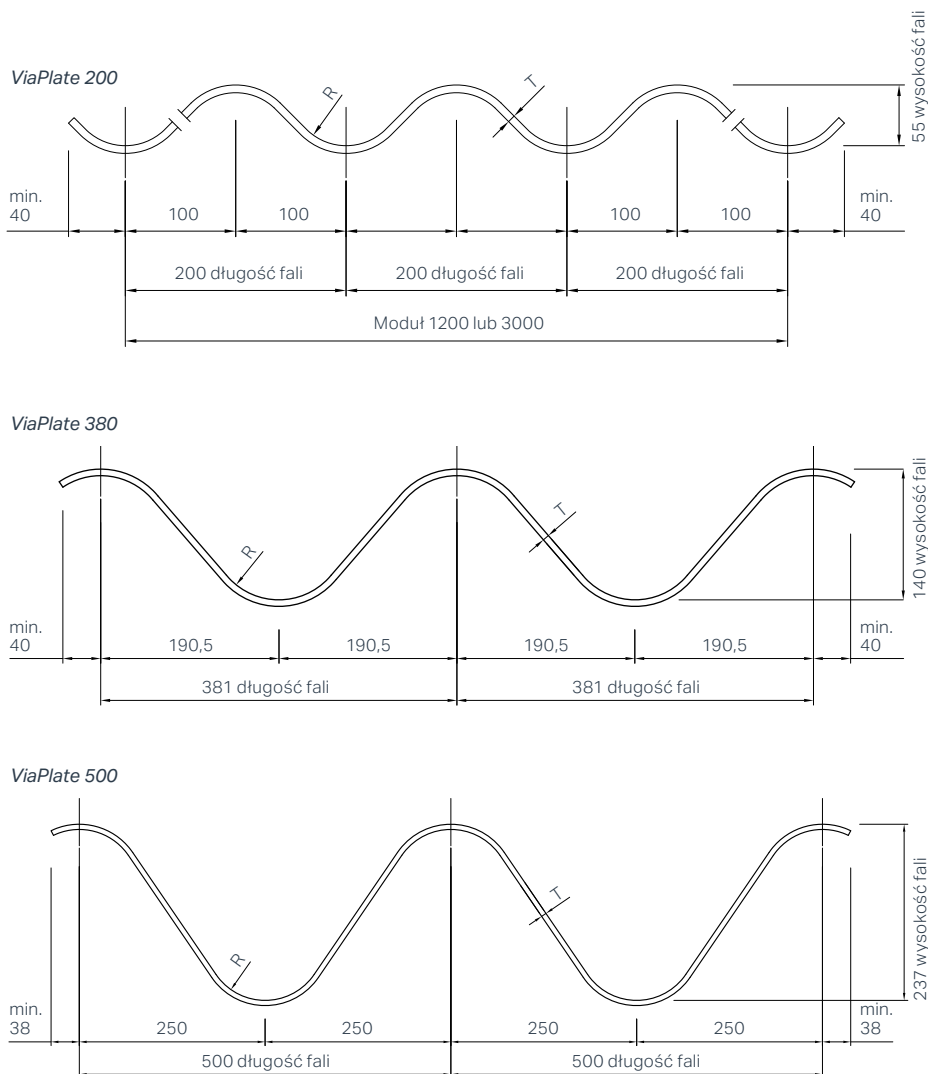 ViaPlate 200
R
T
55 wysokość fali
min.
40
100
100
100
100
min.
40
200 długość fali
200 długość fali
200 długość fali
Moduł 1200 lub 3000
ViaPlate 380
R
T
140 wysokość fali
min.
40
190,5
190,5
190,5
190,5
min.
40
381 długość fali
381 długość fali
ViaPlate 500
R
T
237 wysokość fali
min.
38
250
250
250
250
min.
38
500 długość fali
500 długość fali